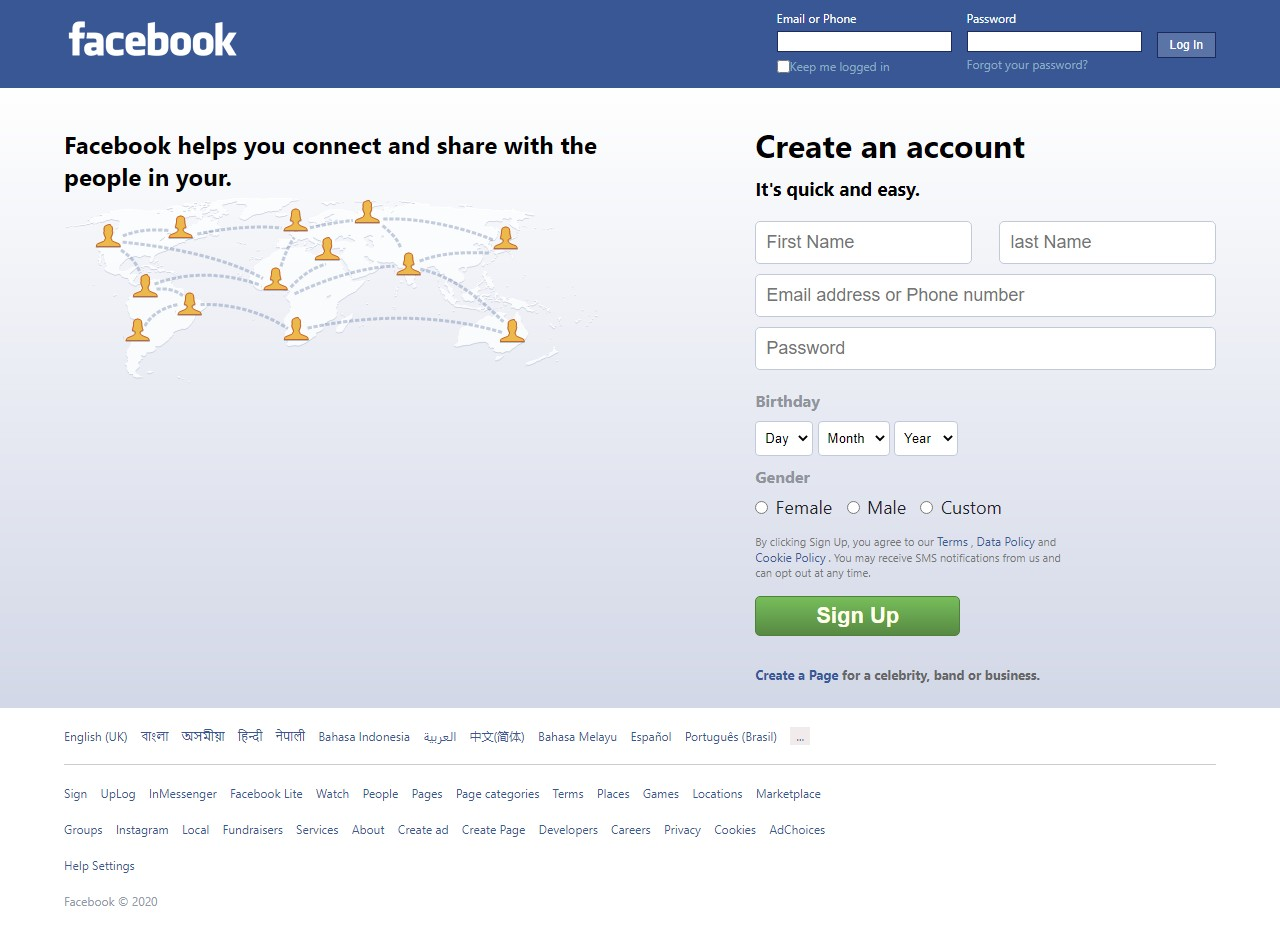 facebook
Email or Phone
Password
Log In
Keep me logged in
Forgot your password?
Facebook helps you connect and share with the
people in your.
Create an account
It's quick and easy.
First Name
last Name
Email address or Phone number
Password
Birthday
Day
Month
Year
Gender
Female
Male
Custom
By clicking Sign Up, you agree to our Terms , Data Policy and
Cookie Policy . You may receive SMS notifications from us and
can opt out at any time.
Sign Up
Create a Page for a celebrity, band or business.
English (UK) বাংলা অসমীয়া हिन्दी नेपाली Bahasa Indonesia العربية 中文(简体) Bahasa Melayu Español Português (Brasil) ...
Sign UpLog InMessenger Facebook Lite Watch People Pages Page categories Terms Places Games Locations Marketplace
Groups Instagram Local Fundraisers Services About Create ad Create Page Developers Careers Privacy Cookies AdChoices
Help Settings
Facebook © 2020